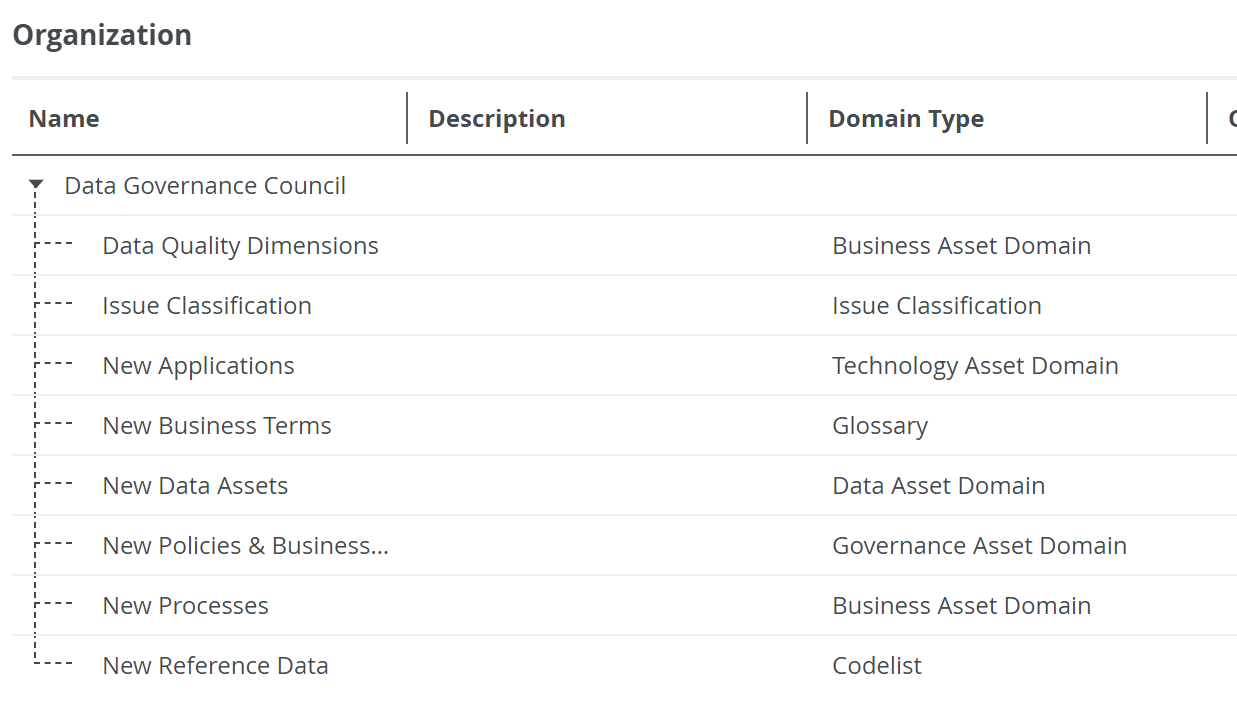 Organization
Name Description Domain Type
Data Governance Council
Data Quality Dimensions Business Asset Domain
Issue Classification Issue Classification
New Applications Technology Asset Domain
New Business Terms Glossary
New Data Assets Data Asset Domain
New Policies & Business... Governance Asset Domain
New Processes Business Asset Domain
New Reference Data Codelist